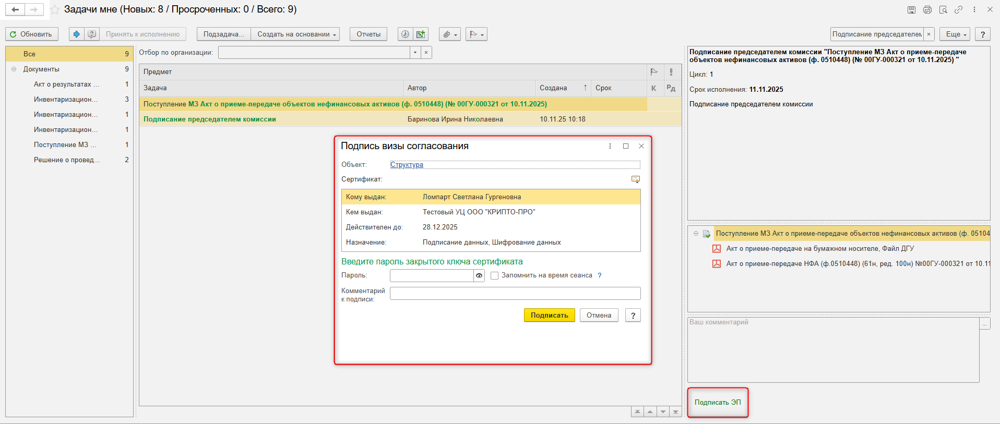 Задачи мне (Новых: 8 / Просроченных: 0 / Всего: 9)
Обновить
Принять к исполнению
Подзадача...
Создать на основании
Отчеты
Подписание председателем
Еще
?
Все 9
Документы 9
Акт о результатах ... 1
Инвентаризацион... 3
Инвентаризацион... 1
Инвентаризацион... 1
Поступление МЗ ... 1
Решение о провед... 2
Отбор по организации:
Предмет
Задача Автор Создана ↑ Срок К Рд
Поступление МЗ Акт о приеме-передаче объектов нефинансовых активов (ф. 0510448) (№ 00ГУ-000321 от 10.11.2025)
Подписание председателем комиссии Баринова Ирина Николаевна 10.11.25 10:18
Подпись визы согласования
Объект: Структура
Сертификат:
Кому выдан: Ломпарт Светлана Гургеновна
Кем выдан: Тестовый УЦ ООО "КРИПТО-ПРО"
Действителен до: 28.12.2025
Назначение: Подписание данных, Шифрование данных
Введите пароль закрытого ключа сертификата
Пароль: Запомнить на время сеанса ?
Комментарий
к подписи:
Подписать Отмена ?
Подписание председателем комиссии "Поступление МЗ Акт о приеме-передаче
объектов нефинансовых активов (ф. 0510448) (№ 00ГУ-000321 от 10.11.2025) "
Цикл: 1
Срок исполнения: 11.11.2025
Подписание председателем комиссии
Поступление МЗ Акт о приеме-передаче объектов нефинансовых активов (ф. 05104
Акт о приеме-передаче на бумажном носителе, Файл ДГУ
Акт о приеме-передаче НФА (ф.0510448) (61н, ред. 100н) №00ГУ-000321 от 10.11
Ваш комментарий
...
Подписать ЭП